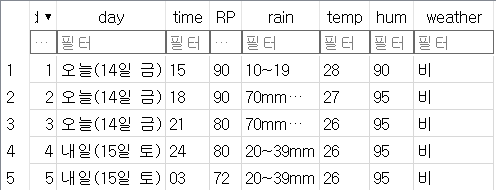 d day time RP rain temp hum weather
… 필터 필터 … 필터 필터 필터 필터
1 1 오늘(14일 금) 15 90 10~19 28 90 비
2 2 오늘(14일 금) 18 90 70mm… 27 95 비
3 3 오늘(14일 금) 21 80 70mm… 26 95 비
4 4 내일(15일 토) 24 80 20~39mm 26 95 비
5 5 내일(15일 토) 03 72 20~39mm 26 95 비